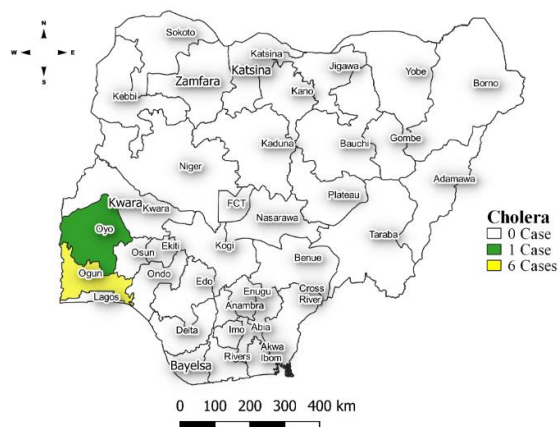 N
W E
S
Sokoto
Katsina
Katsina
Jigawa
Yobe
Borno
Zamfara
Kebbi
Kano
Kaduna
Bauchi
Gombe
Niger
Adamawa
Plateau
FCT
Kwara
Kwara
Nasarawa
Taraba
Oyo
Kogi
Osun
Ekiti
Benue
Ogun
Ondo
Edo
Lagos
Enugu
Cross
River
Anambra
Delta
Imo
Abia
Akwa
Ibom
Rivers
Bayelsa
Cholera
0 Case
1 Case
6 Cases
0 100 200 300 400 km